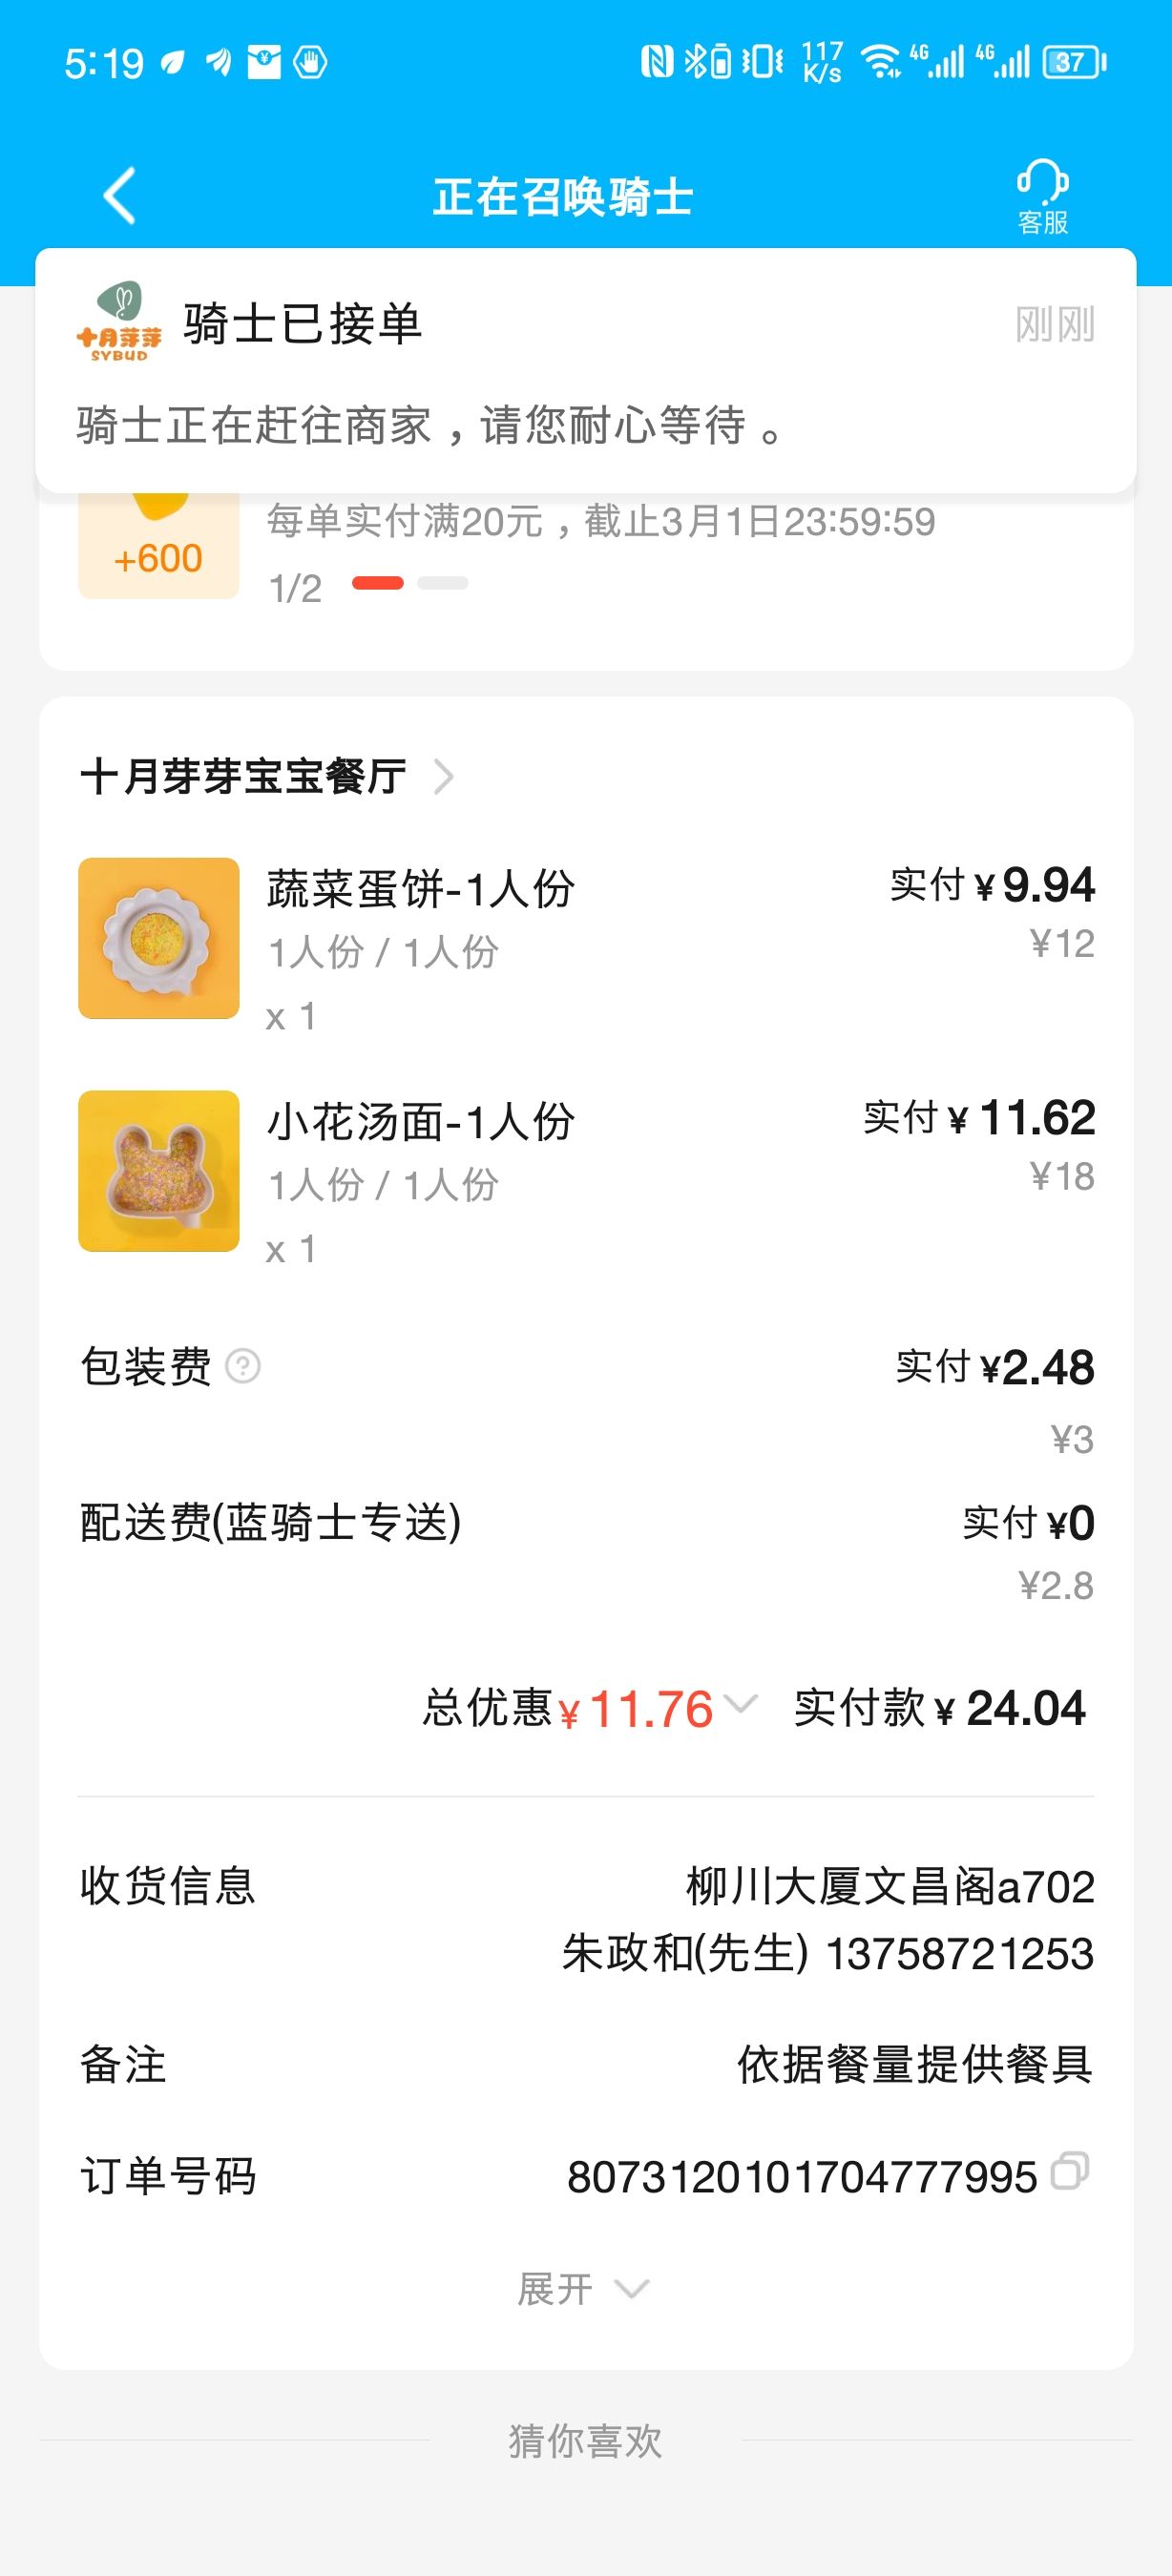 5:19
117
K/s
4G
4G
37
正在召唤骑士
客服
十月芽芽
SYBUD
骑士已接单
刚刚
骑士正在赶往商家，请您耐心等待。
+600
每单实付满20元，截止3月1日23:59:59
1/2
十月芽芽宝宝餐厅
蔬菜蛋饼-1人份
实付 ¥ 9.94
1人份 / 1人份
¥12
x 1
小花汤面-1人份
实付 ¥ 11.62
1人份 / 1人份
¥18
x 1
包装费 ?
实付 ¥2.48
¥3
配送费(蓝骑士专送)
实付 ¥0
¥2.8
总优惠 ¥ 11.76
实付款 ¥ 24.04
收货信息
柳川大厦文昌阁a702
朱政和(先生) 13758721253
备注
依据餐量提供餐具
订单号码
8073120101704777995
展开
猜你喜欢